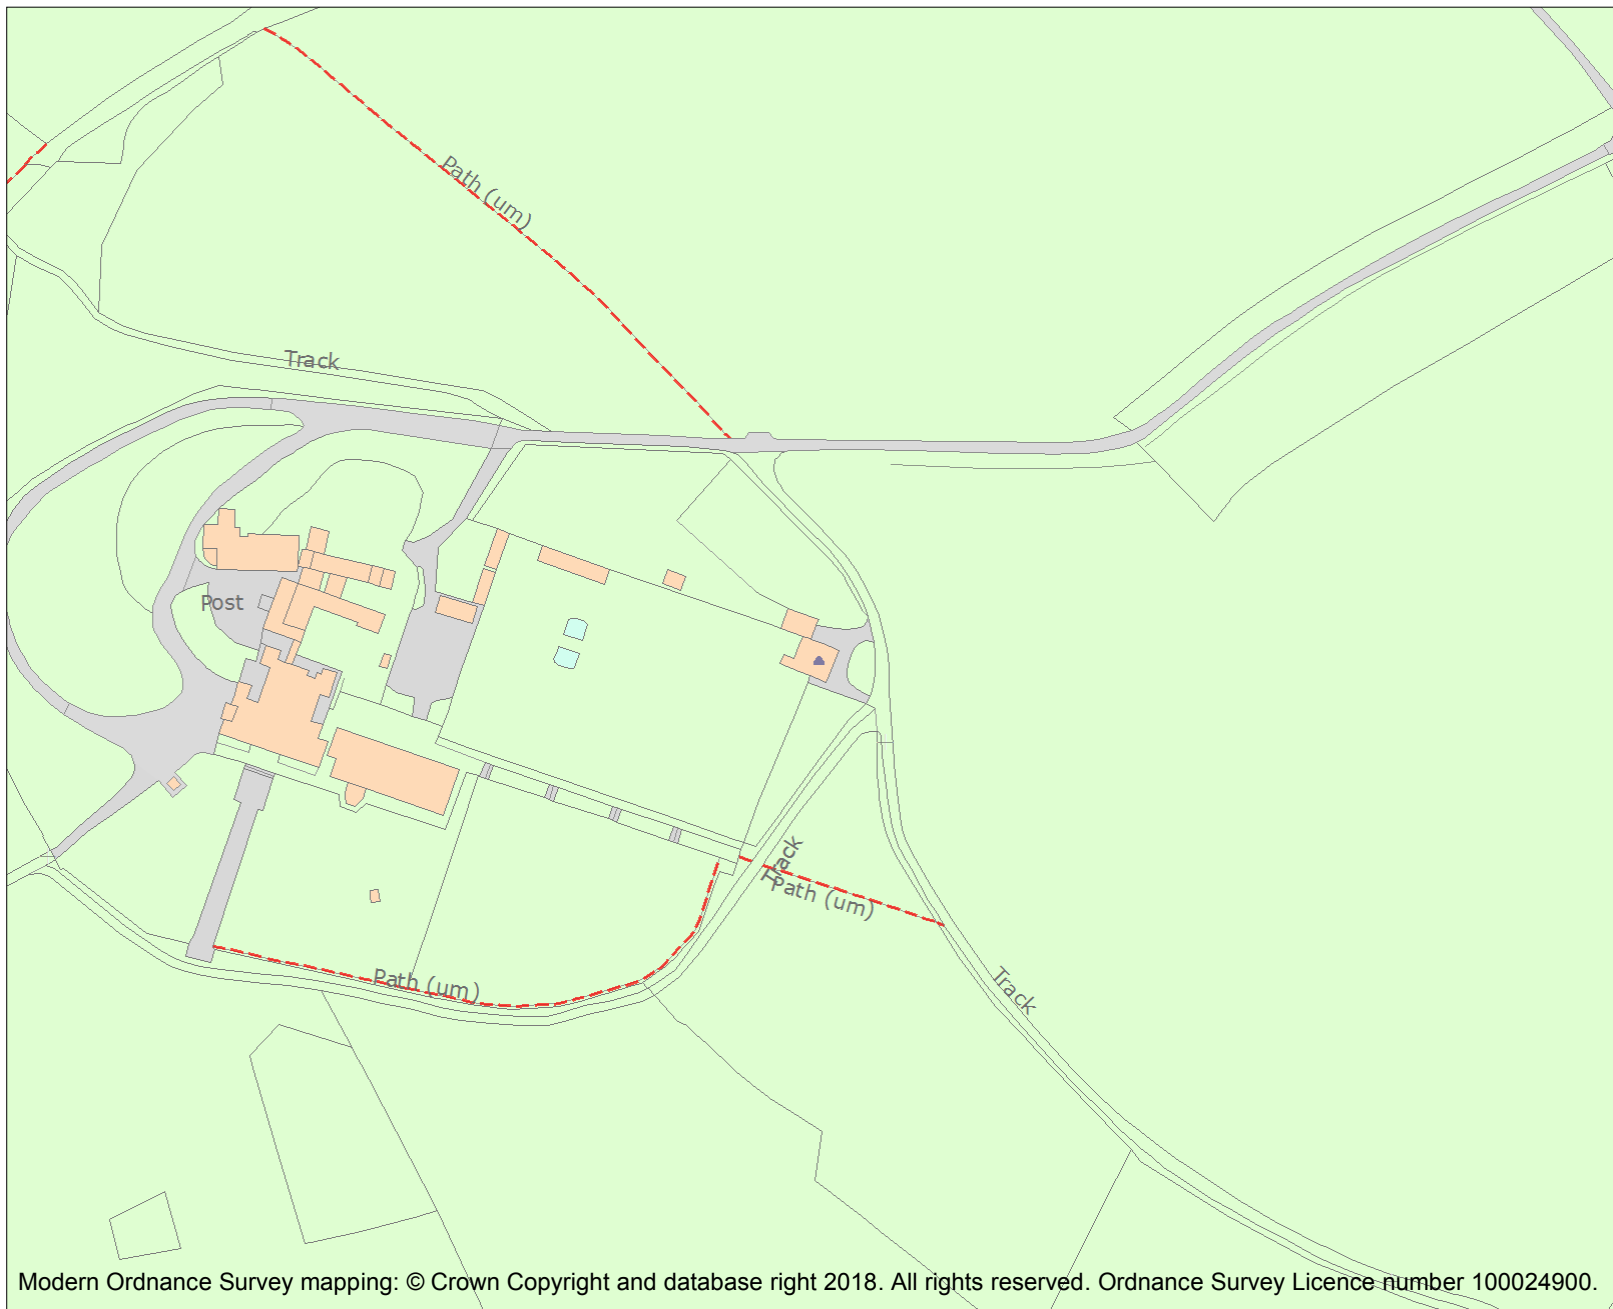 Path (um)
Track
Post
Track
Path (um)
Path (um)
Track
Modern Ordnance Survey mapping: © Crown Copyright and database right 2018. All rights reserved. Ordnance Survey Licence number 100024900.